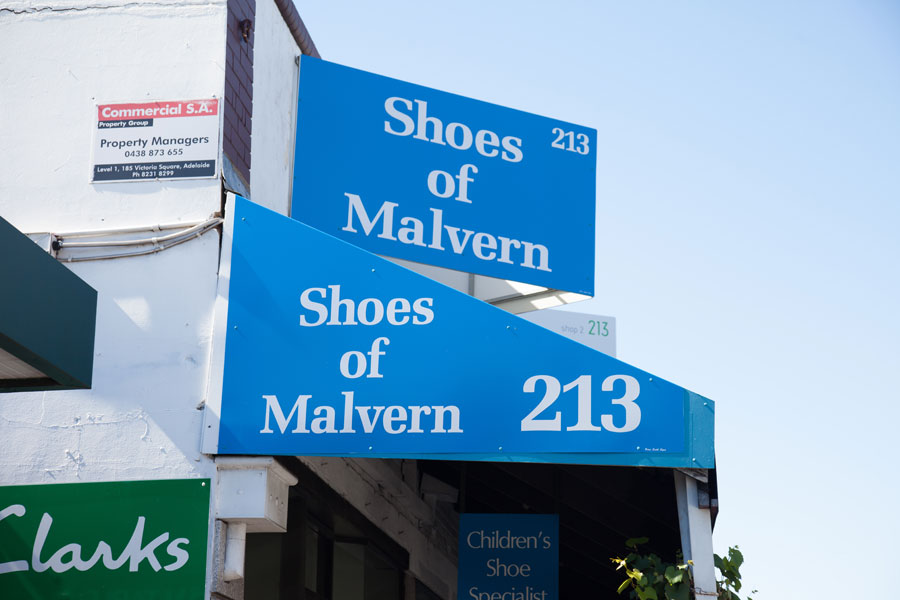 Commercial S.A.
Property Group
Property Managers
0438 873 655
Level 1, 185 Victoria Square, Adelaide
Ph 8231 8299
Shoes
of
Malvern
213
Shoes
of
Malvern
213
shop 2 213
Clarks
Children's
Shoe
Specialist